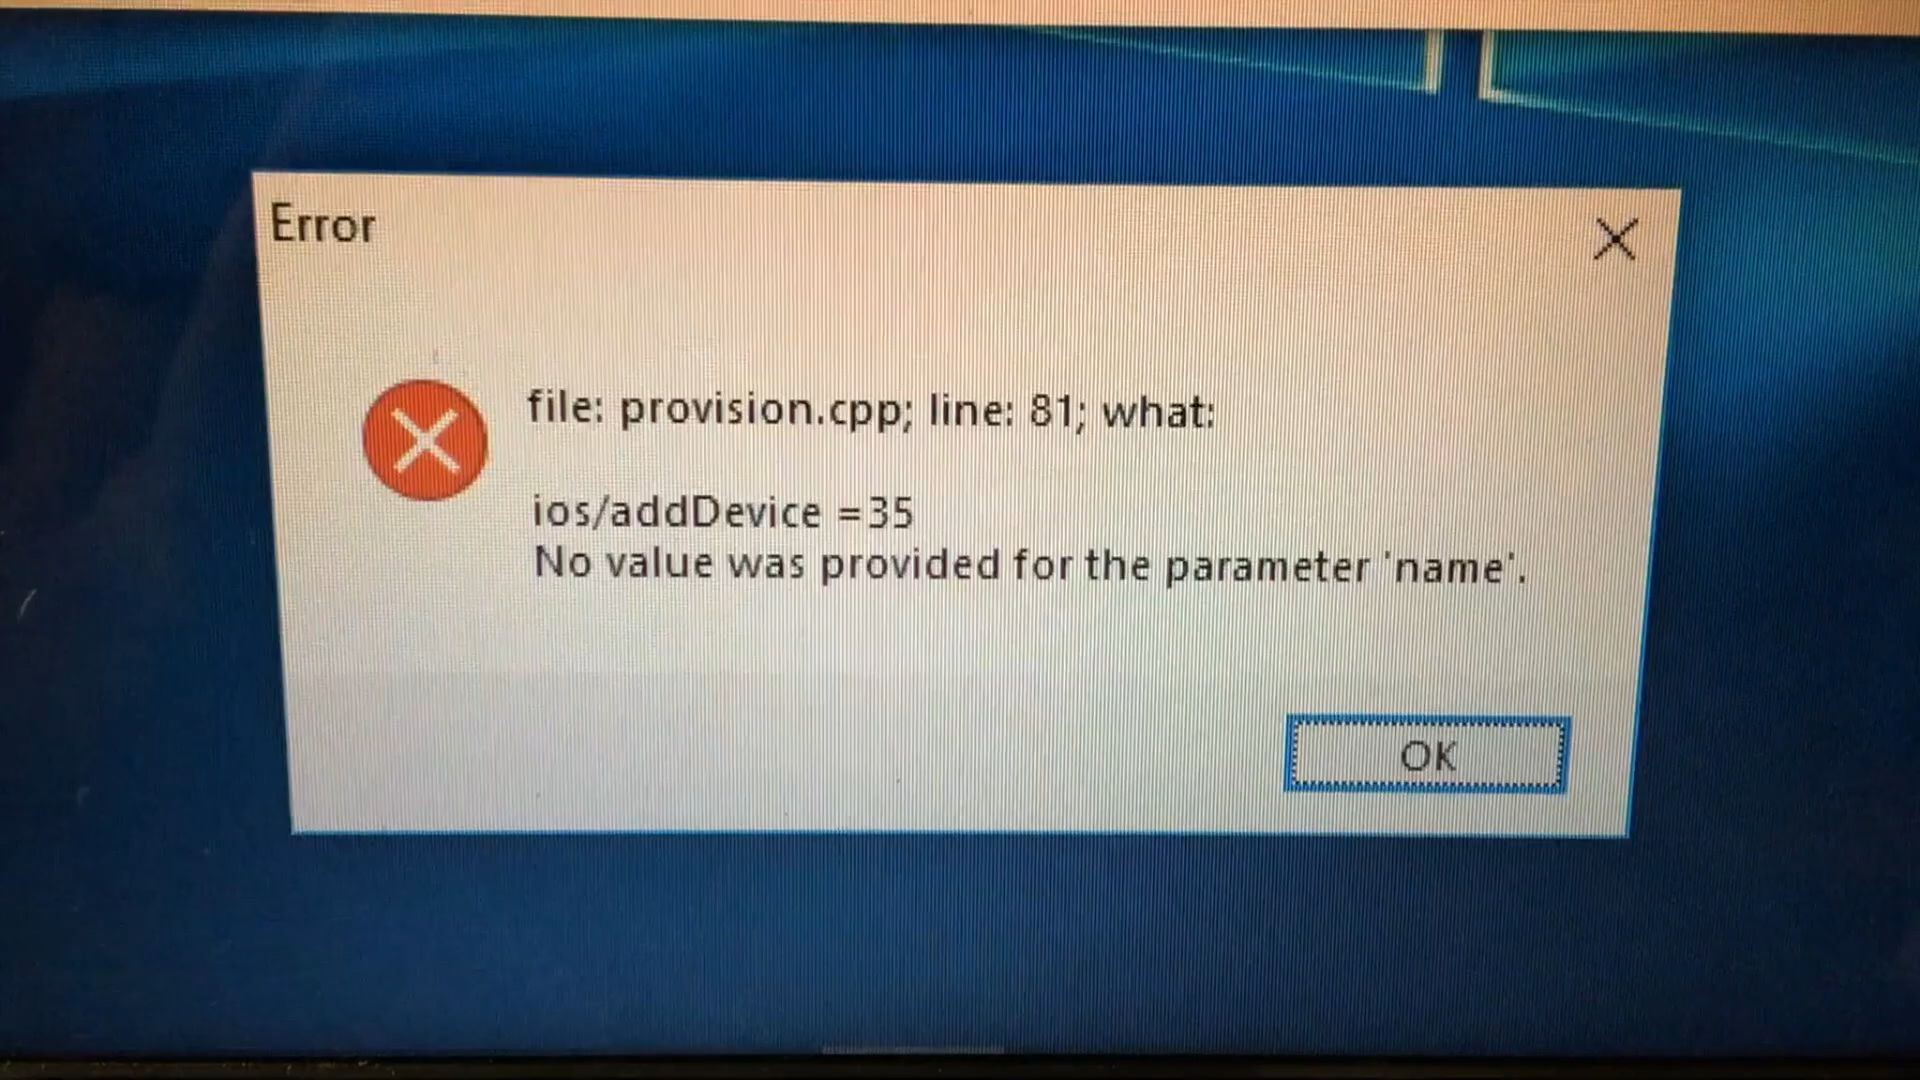 Error
file: provision.cpp; line: 81; what:
ios/addDevice =35
No value was provided for the parameter 'name'.
OK